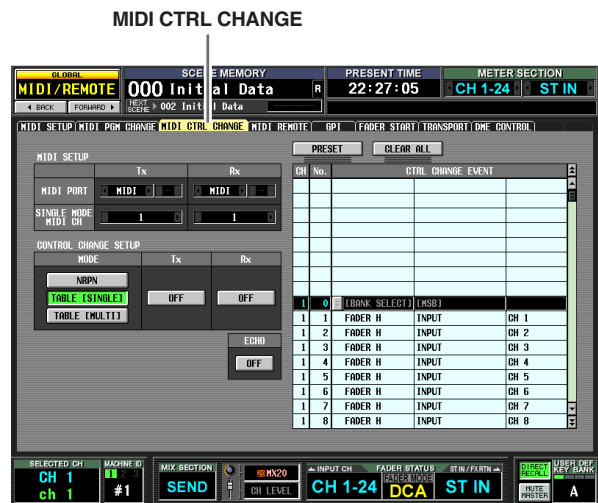 MIDI CTRL CHANGE
GLOBAL SCENE MEMORY PRESENT TIME METER SECTION
MIDI/REMOTE 000 Initial Data R 22:27:05 CH 1-24 ST IN
BACK FORWARD NEXT SCENE 002 Initial Data
MIDI SETUP MIDI PGM CHANGE MIDI CTRL CHANGE MIDI REMOTE GPI FADER START TRANSPORT DME CONTROL
PRESET CLEAR ALL
MIDI SETUP
Tx Rx
MIDI PORT MIDI - MIDI -
SINGLE MODE MIDI CH 1 1
CONTROL CHANGE SETUP
MODE Tx Rx
NRPN
TABLE [SINGLE] OFF OFF
TABLE [MULTI]
ECHO
OFF
CH No. CTRL CHANGE EVENT
1 0 [BANK SELECT] [MSB]
1 1 FADER H INPUT CH 1
1 2 FADER H INPUT CH 2
1 3 FADER H INPUT CH 3
1 4 FADER H INPUT CH 4
1 5 FADER H INPUT CH 5
1 6 FADER H INPUT CH 6
1 7 FADER H INPUT CH 7
1 8 FADER H INPUT CH 8
SELECTED CH MACHINE ID MIX SECTION INPUT CH FADER STATUS ST IN/FXRTN DIRECT RECALL USER DEF KEY BANK
CH 1 1 2 3 MX20 FADER MODE
ch 1 #1 SEND CH LEVEL CH 1-24 DCA ST IN MUTE MASTER A